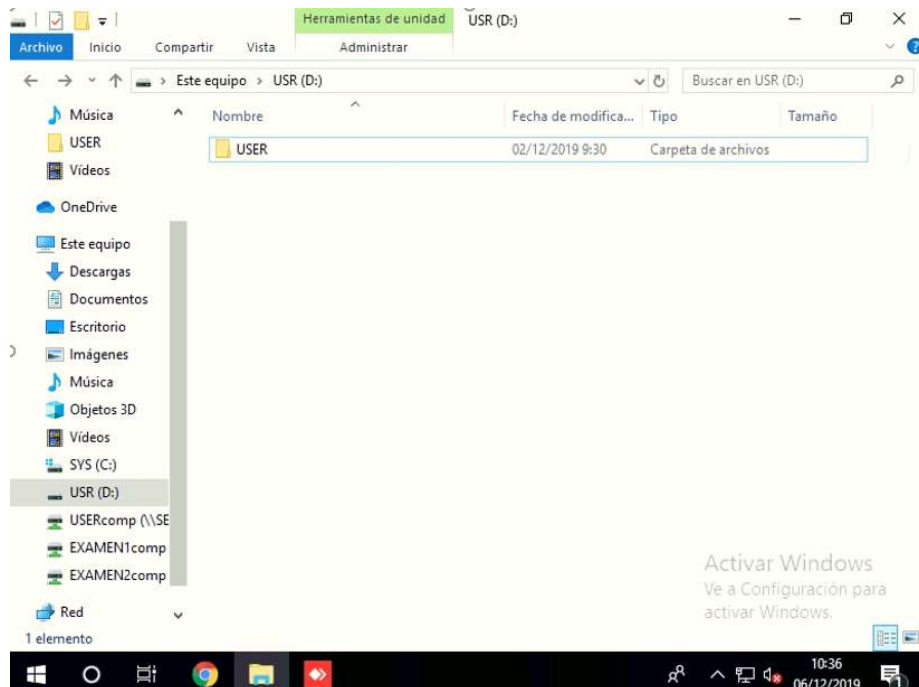 Herramientas de unidad USR (D:)
Archivo Inicio Compartir Vista Administrar
Este equipo > USR (D:) Buscar en USR (D:)
Música
USER
Vídeos
OneDrive
Este equipo
Descargas
Documentos
Escritorio
Imágenes
Música
Objetos 3D
Vídeos
SYS (C:)
USR (D:)
USERcomp (\\SE
EXAMEN1comp
EXAMEN2comp
Red
Nombre Fecha de modifica... Tipo Tamaño
USER 02/12/2019 9:30 Carpeta de archivos
Activar Windows
Ve a Configuración para
activar Windows.
1 elemento
10:36
06/12/2019
1